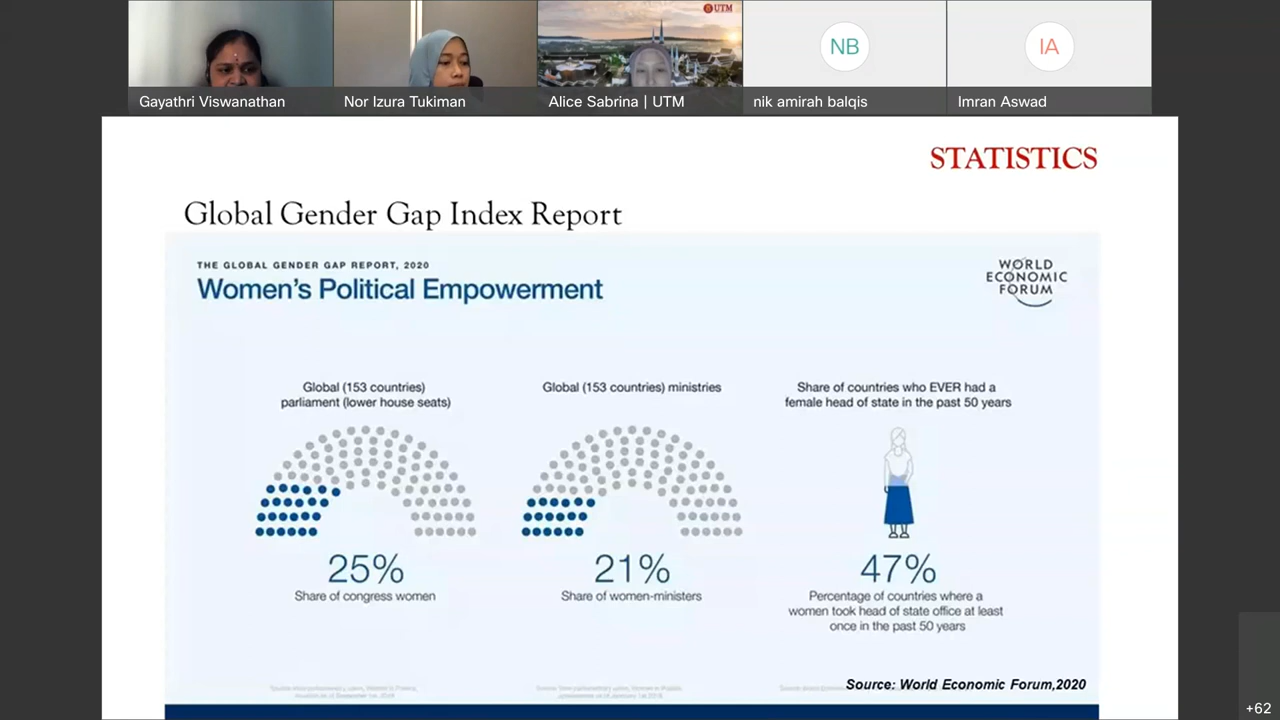 UTM
NB
IA
Gayathri Viswanathan
Nor Izura Tukiman
Alice Sabrina | UTM
nik amirah balqis
Imran Aswad
STATISTICS
Global Gender Gap Index Report
THE GLOBAL GENDER GAP REPORT, 2020
Women's Political Empowerment
WORLD
ECONOMIC
FORUM
Global (153 countries)
parliament (lower house seats)
25%
Share of congress women
Global (153 countries) ministries
21%
Share of women-ministers
Share of countries who EVER had a
female head of state in the past 50 years
47%
Percentage of countries where a
women took head of state office at least
once in the past 50 years
Source: World Economic Forum,2020
+62